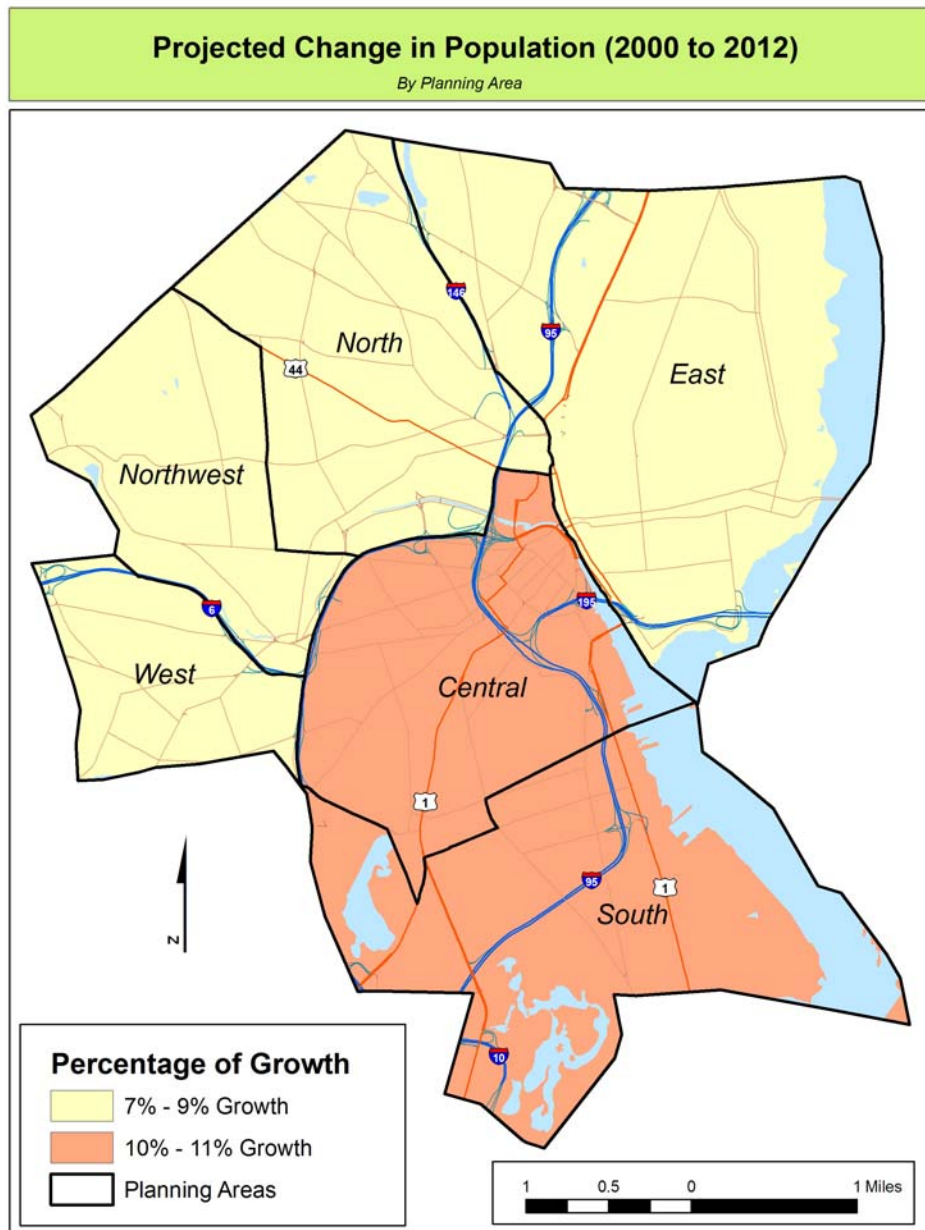 Projected Change in Population (2000 to 2012)
By Planning Area
146
95
North
44
East
Northwest
6
195
West
Central
1
95
1
South
N
10
Percentage of Growth
7% - 9% Growth
10% - 11% Growth
Planning Areas
1 0.5 0 1 Miles